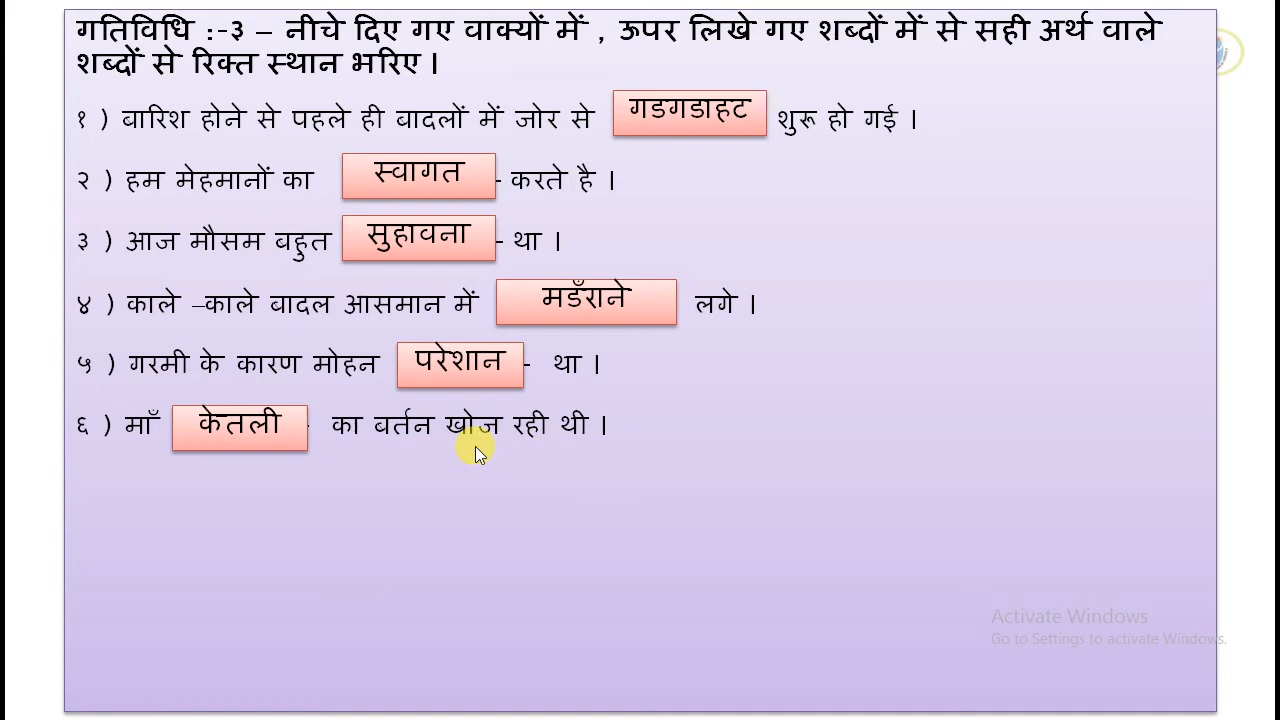 गतिविधि :-३ – नीचे दिए गए वाक्यों में , ऊपर लिखे गए शब्दों में से सही अर्थ वाले
शब्दों से रिक्त स्थान भरिए ।
१ ) बारिश होने से पहले ही बादलों में जोर से गडगडाहट शुरू हो गई ।
२ ) हम मेहमानों का स्वागत - करते है ।
३ ) आज मौसम बहुत सुहावना - था ।
४ ) काले –काले बादल आसमान में मडँराने लगे ।
५ ) गरमी के कारण मोहन परेशान - था ।
६ ) माँ केतली - का बर्तन खोज रही थी ।
Activate Windows
Go to Settings to activate Windows.